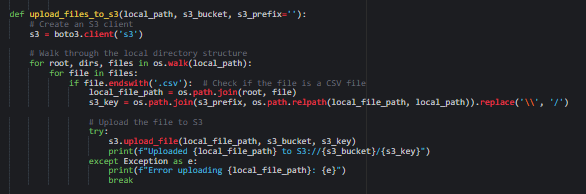 def upload_files_to_s3(local_path, s3_bucket, s3_prefix=''):
    # Create an S3 client
    s3 = boto3.client('s3')

    # Walk through the local directory structure
    for root, dirs, files in os.walk(local_path):
        for file in files:
            if file.endswith('.csv'):  # Check if the file is a CSV file
                local_file_path = os.path.join(root, file)
                s3_key = os.path.join(s3_prefix, os.path.relpath(local_file_path, local_path)).replace('\\', '/')

                # Upload the file to S3
                try:
                    s3.upload_file(local_file_path, s3_bucket, s3_key)
                    print(f"Uploaded {local_file_path} to S3://{s3_bucket}/{s3_key}")
                except Exception as e:
                    print(f"Error uploading {local_file_path}: {e}")
                    break